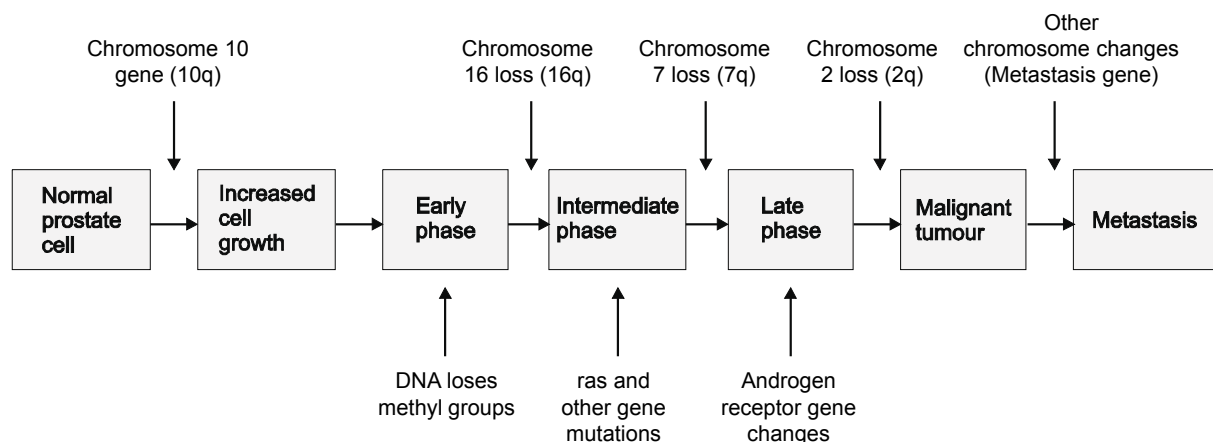 Chromosome 10
gene (10q)
Chromosome
16 loss (16q)
Chromosome
7 loss (7q)
Chromosome
2 loss (2q)
Other
chromosome changes
(Metastasis gene)
Normal
prostate
cell
Increased
cell
growth
Early
phase
Intermediate
phase
Late
phase
Malignant
tumour
Metastasis
DNA loses
methyl groups
ras and
other gene
mutations
Androgen
receptor gene
changes